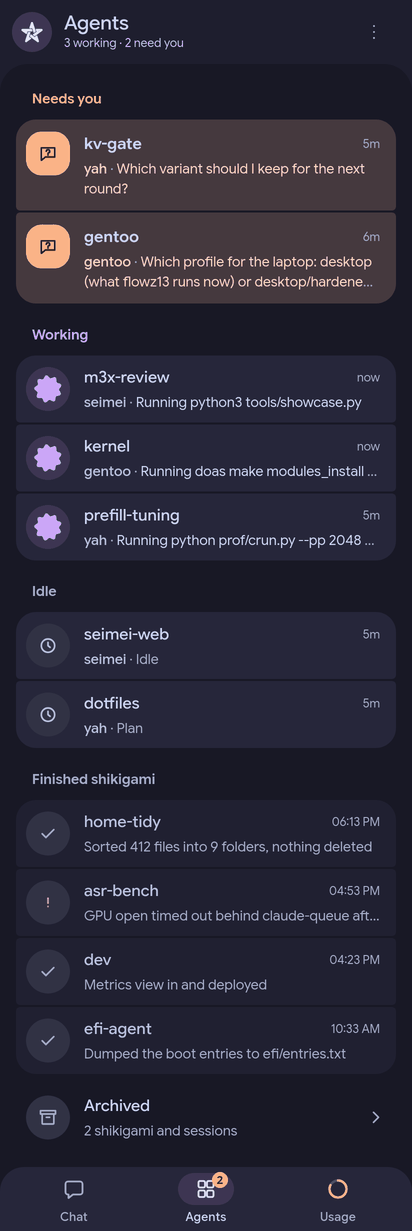 Agents
3 working · 2 need you
Needs you
kv-gate 5m
yah · Which variant should I keep for the next
round?
gentoo 6m
gentoo · Which profile for the laptop: desktop
(what flowz13 runs now) or desktop/hardene...
Working
m3x-review now
seimei · Running python3 tools/showcase.py
kernel now
gentoo · Running doas make modules_install ...
prefill-tuning 5m
yah · Running python prof/crun.py --pp 2048 ...
Idle
seimei-web 5m
seimei · Idle
dotfiles 5m
yah · Plan
Finished shikigami
home-tidy 06:13 PM
Sorted 412 files into 9 folders, nothing deleted
asr-bench 04:53 PM
GPU open timed out behind claude-queue aft...
dev 04:23 PM
Metrics view in and deployed
efi-agent 10:33 AM
Dumped the boot entries to efi/entries.txt
Archived
2 shikigami and sessions
2
Chat Agents Usage